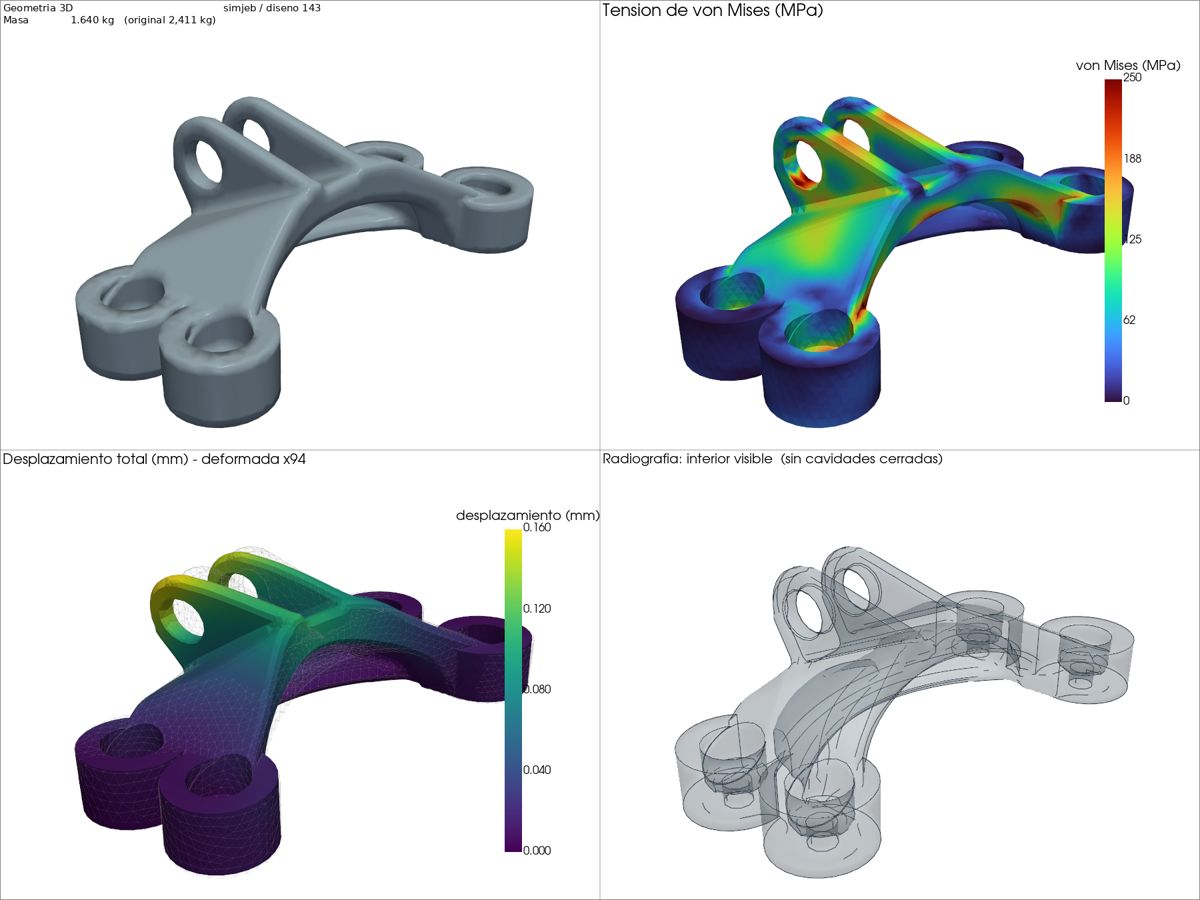 Geometria 3D simjeb / diseno 143
Masa 1.640 kg (original 2,411 kg)
Tension de von Mises (MPa)
von Mises (MPa)
250
188
125
62
0
Desplazamiento total (mm) - deformada x94
desplazamiento (mm)
0.160
0.120
0.080
0.040
0.000
Radiografia: interior visible (sin cavidades cerradas)